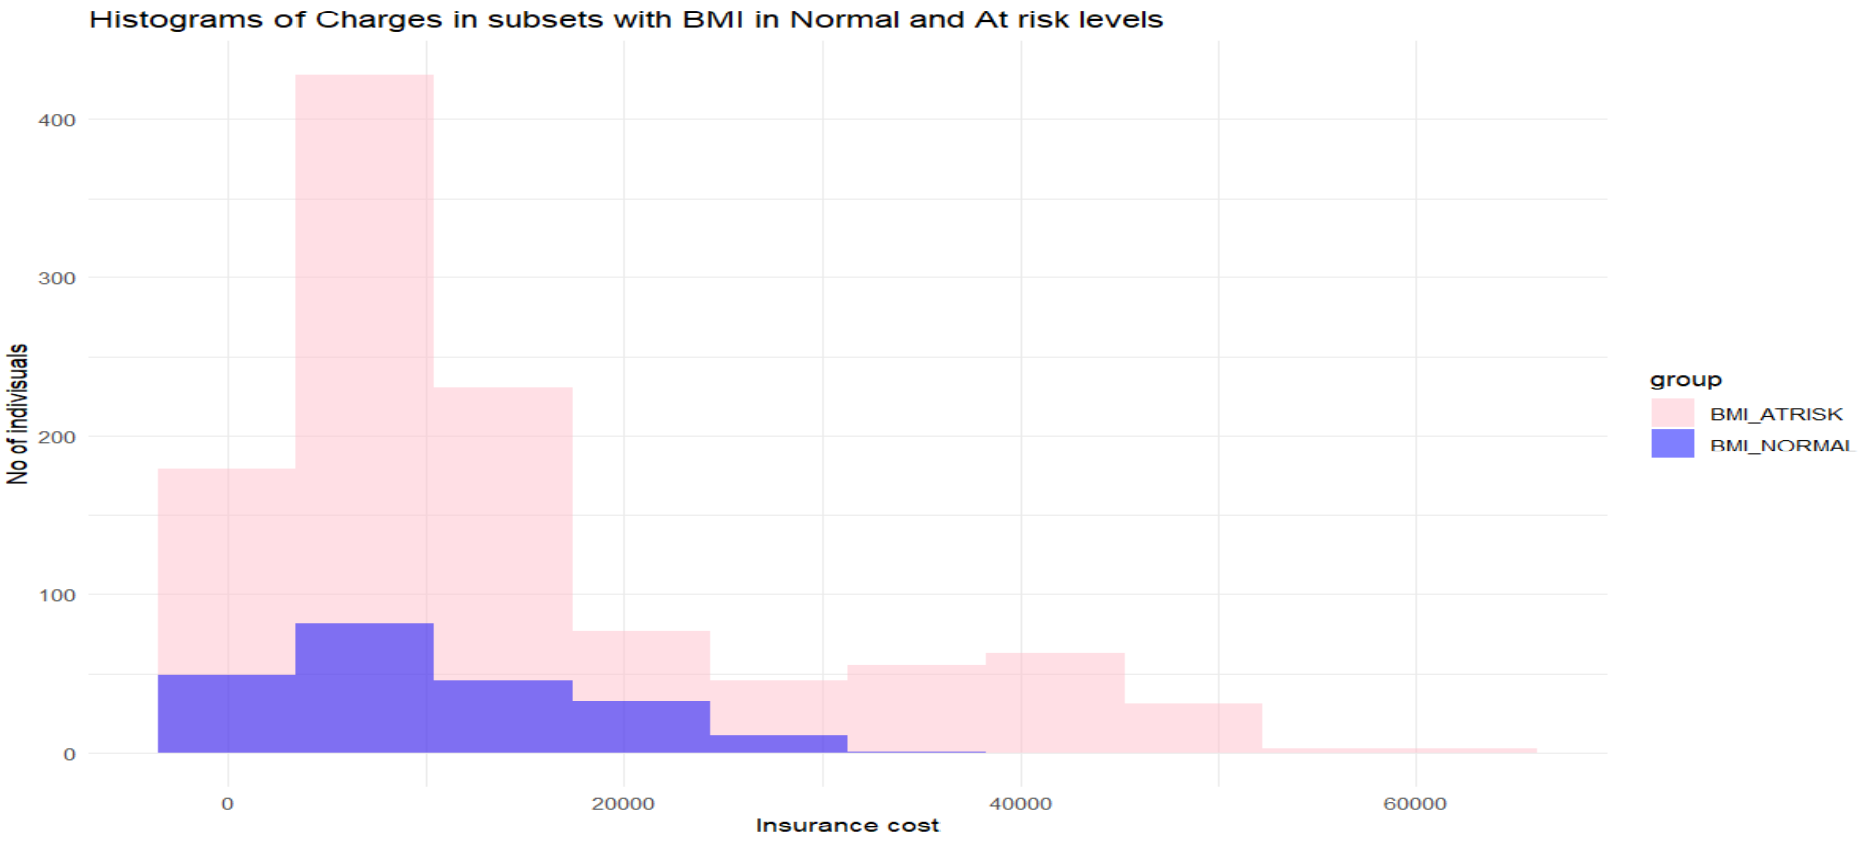 Histograms of Charges in subsets with BMI in Normal and At risk levels
400
300
200
100
0
No of indivisuals
0 20000 40000 60000
Insurance cost
group
BMI_ATRISK
BMI_NORMAL